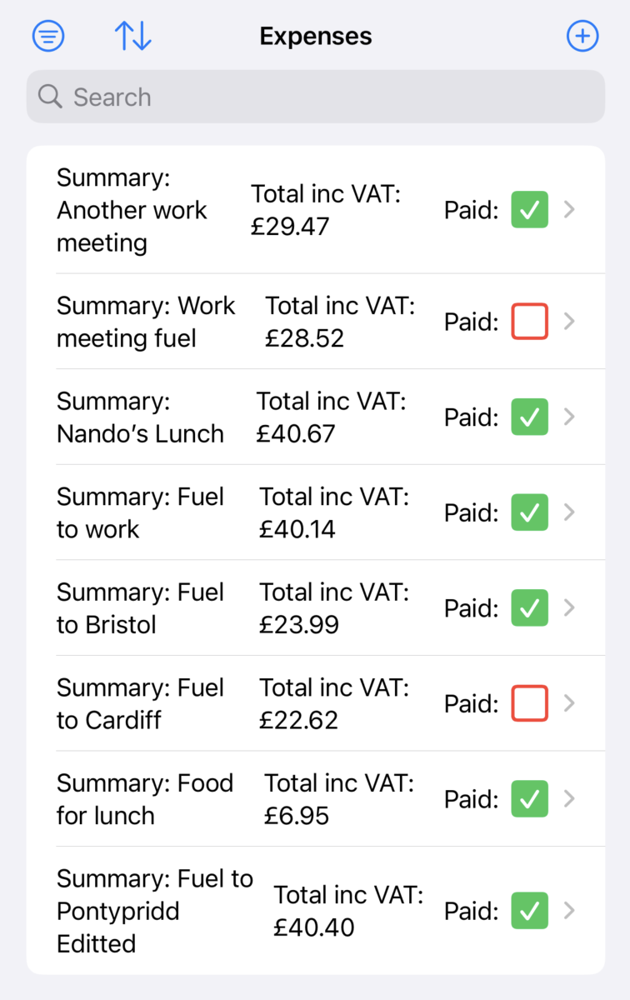 Expenses
Search
Summary:
Another work
meeting
Total inc VAT:
£29.47
Paid:
Summary: Work
meeting fuel
Total inc VAT:
£28.52
Paid:
Summary:
Nando’s Lunch
Total inc VAT:
£40.67
Paid:
Summary: Fuel
to work
Total inc VAT:
£40.14
Paid:
Summary: Fuel
to Bristol
Total inc VAT:
£23.99
Paid:
Summary: Fuel
to Cardiff
Total inc VAT:
£22.62
Paid:
Summary: Food
for lunch
Total inc VAT:
£6.95
Paid:
Summary: Fuel to
Pontypridd
Editted
Total inc VAT:
£40.40
Paid: